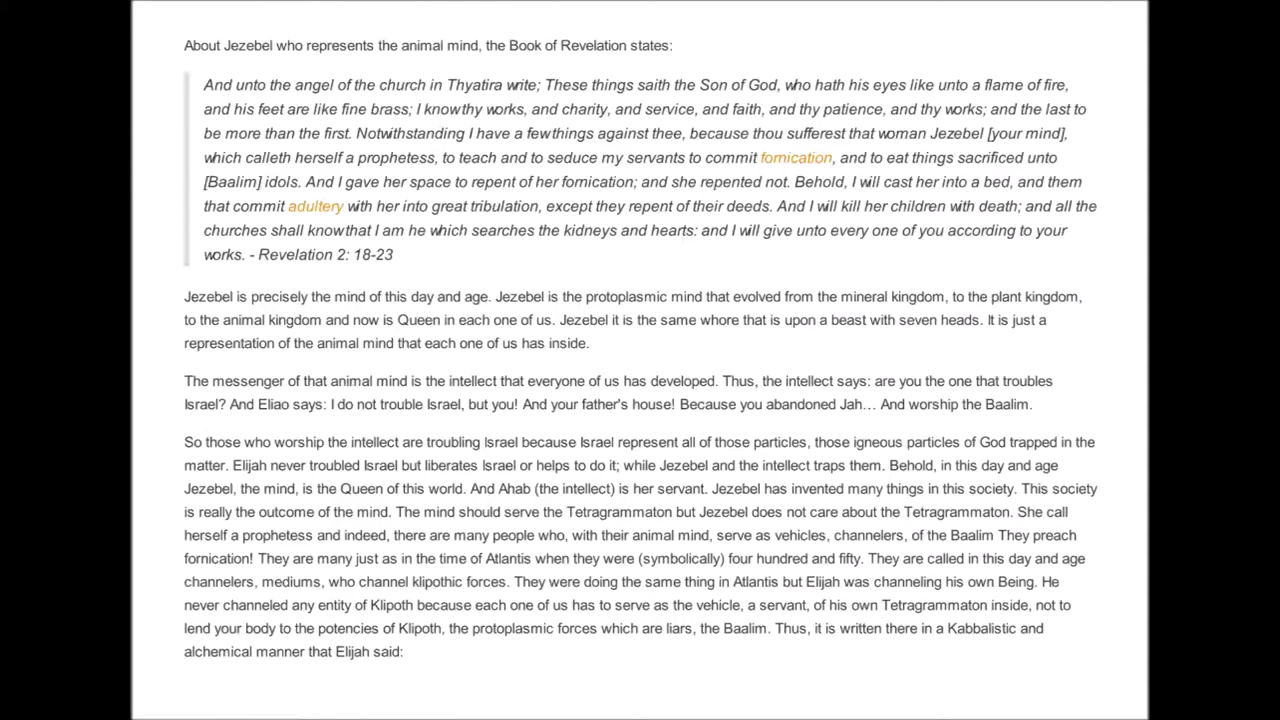 About Jezebel who represents the animal mind, the Book of Revelation states:
And unto the angel of the church in Thyatira write; These things saith the Son of God, who hath his eyes like unto a flame of fire,
and his feet are like fine brass; I know thy works, and charity, and service, and faith, and thy patience, and thy works; and the last to
be more than the first. Notwithstanding I have a few things against thee, because thou sufferest that woman Jezebel [your mind],
which calleth herself a prophetess, to teach and to seduce my servants to commit fornication, and to eat things sacrificed unto
[Baalim] idols. And I gave her space to repent of her fornication; and she repented not. Behold, I will cast her into a bed, and them
that commit adultery with her into great tribulation, except they repent of their deeds. And I will kill her children with death; and all the
churches shall know that I am he which searches the kidneys and hearts: and I will give unto every one of you according to your
works. - Revelation 2: 18-23
Jezebel is precisely the mind of this day and age. Jezebel is the protoplasmic mind that evolved from the mineral kingdom, to the plant kingdom,
to the animal kingdom and now is Queen in each one of us. Jezebel it is the same whore that is upon a beast with seven heads. It is just a
representation of the animal mind that each one of us has inside.
The messenger of that animal mind is the intellect that everyone of us has developed. Thus, the intellect says: are you the one that troubles
Israel? And Eliao says: I do not trouble Israel, but you! And your father's house! Because you abandoned Jah… And worship the Baalim.
So those who worship the intellect are troubling Israel because Israel represent all of those particles, those igneous particles of God trapped in the
matter. Elijah never troubled Israel but liberates Israel or helps to do it; while Jezebel and the intellect traps them. Behold, in this day and age
Jezebel, the mind, is the Queen of this world. And Ahab (the intellect) is her servant. Jezebel has invented many things in this society. This society
is really the outcome of the mind. The mind should serve the Tetragrammaton but Jezebel does not care about the Tetragrammaton. She call
herself a prophetess and indeed, there are many people who, with their animal mind, serve as vehicles, channelers, of the Baalim They preach
fornication! They are many just as in the time of Atlantis when they were (symbolically) four hundred and fifty. They are called in this day and age
channelers, mediums, who channel klipothic forces. They were doing the same thing in Atlantis but Elijah was channeling his own Being. He
never channeled any entity of Klipoth because each one of us has to serve as the vehicle, a servant, of his own Tetragrammaton inside, not to
lend your body to the potencies of Klipoth, the protoplasmic forces which are liars, the Baalim. Thus, it is written there in a Kabbalistic and
alchemical manner that Elijah said: